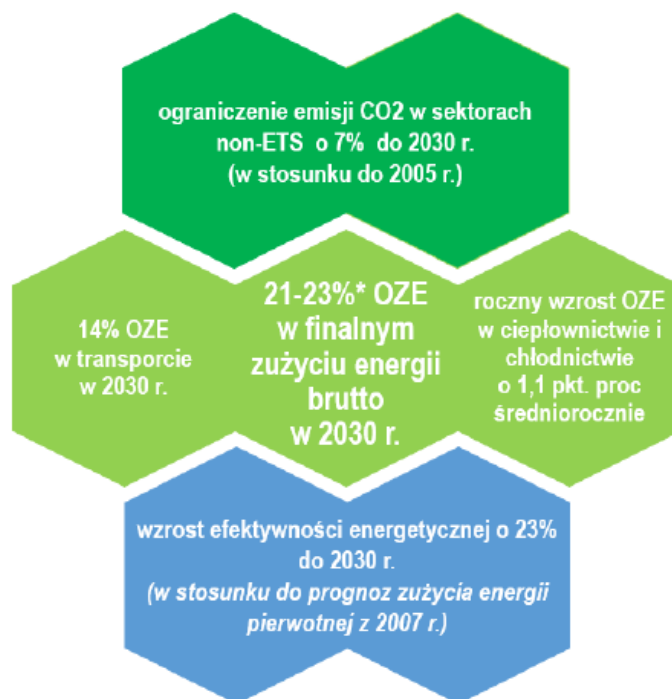 ograniczenie emisji CO2 w sektorach
non-ETS o 7% do 2030 r.
(w stosunku do 2005 r.)
14% OZE
w transporcie
w 2030 r.
21-23%* OZE
w finalnym
zużyciu energii
brutto
w 2030 r.
roczny wzrost OZE
w ciepłownictwie i
chłodnictwie
o 1,1 pkt. proc
średniorocznie
wzrost efektywności energetycznej o 23%
do 2030 r.
(w stosunku do prognoz zużycia energii
pierwotnej z 2007 r.)